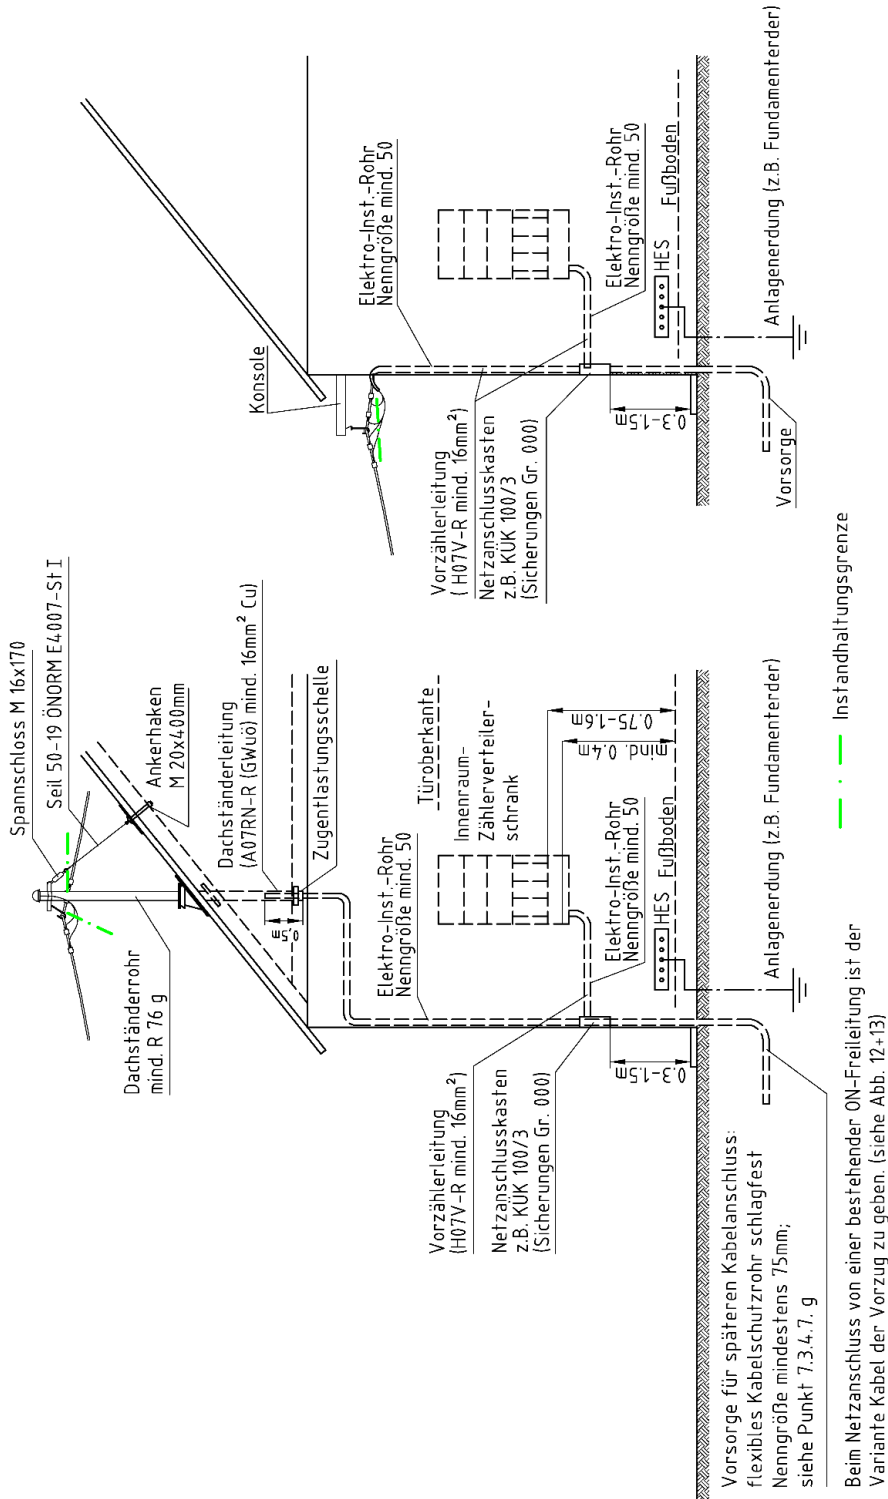 Spannschloss M 16x170
Seil 50-19 ÖNORM E4007-St I
Dachständerrohr
mind. R 76 g
Ankerhaken
M 20x400mm
Dachständerleitung
(A07RN-R (GWuö) mind. 16mm² Cu)
0,5m
Zugentlastungsschelle
Elektro-Inst.-Rohr
Nenngröße mind. 50
Türoberkante
Innenraum-
Zählerverteiler-
schrank
Vorzählerleitung
(H07V-R mind. 16mm²)
Netzanschlusskasten
z.B. KÜK 100/3
(Sicherungen Gr. 000)
Elektro-Inst.-Rohr
Nenngröße mind. 50
mind. 0.4m
0.75-1.6m
HES
Fußboden
0.3-1.5m
Anlagenerdung (z.B. Fundamenterder)
Vorsorge für späteren Kabelanschluss:
flexibles Kabelschutzrohr schlagfest
Nenngröße mindestens 75mm;
siehe Punkt 7.3.4.7. g
Konsole
Elektro-Inst.-Rohr
Nenngröße mind. 50
Vorzählerleitung
( H07V-R mind. 16mm²)
Netzanschlusskasten
z.B. KÜK 100/3
(Sicherungen Gr. 000)
Elektro-Inst.-Rohr
Nenngröße mind. 50
HES
Fußboden
0.3-1.5m
Vorsorge
Anlagenerdung (z.B. Fundamenterder)
Instandhaltungsgrenze
Beim Netzanschluss von einer bestehender ON-Freileitung ist der
Variante Kabel der Vorzug zu geben. (siehe Abb. 12+13)